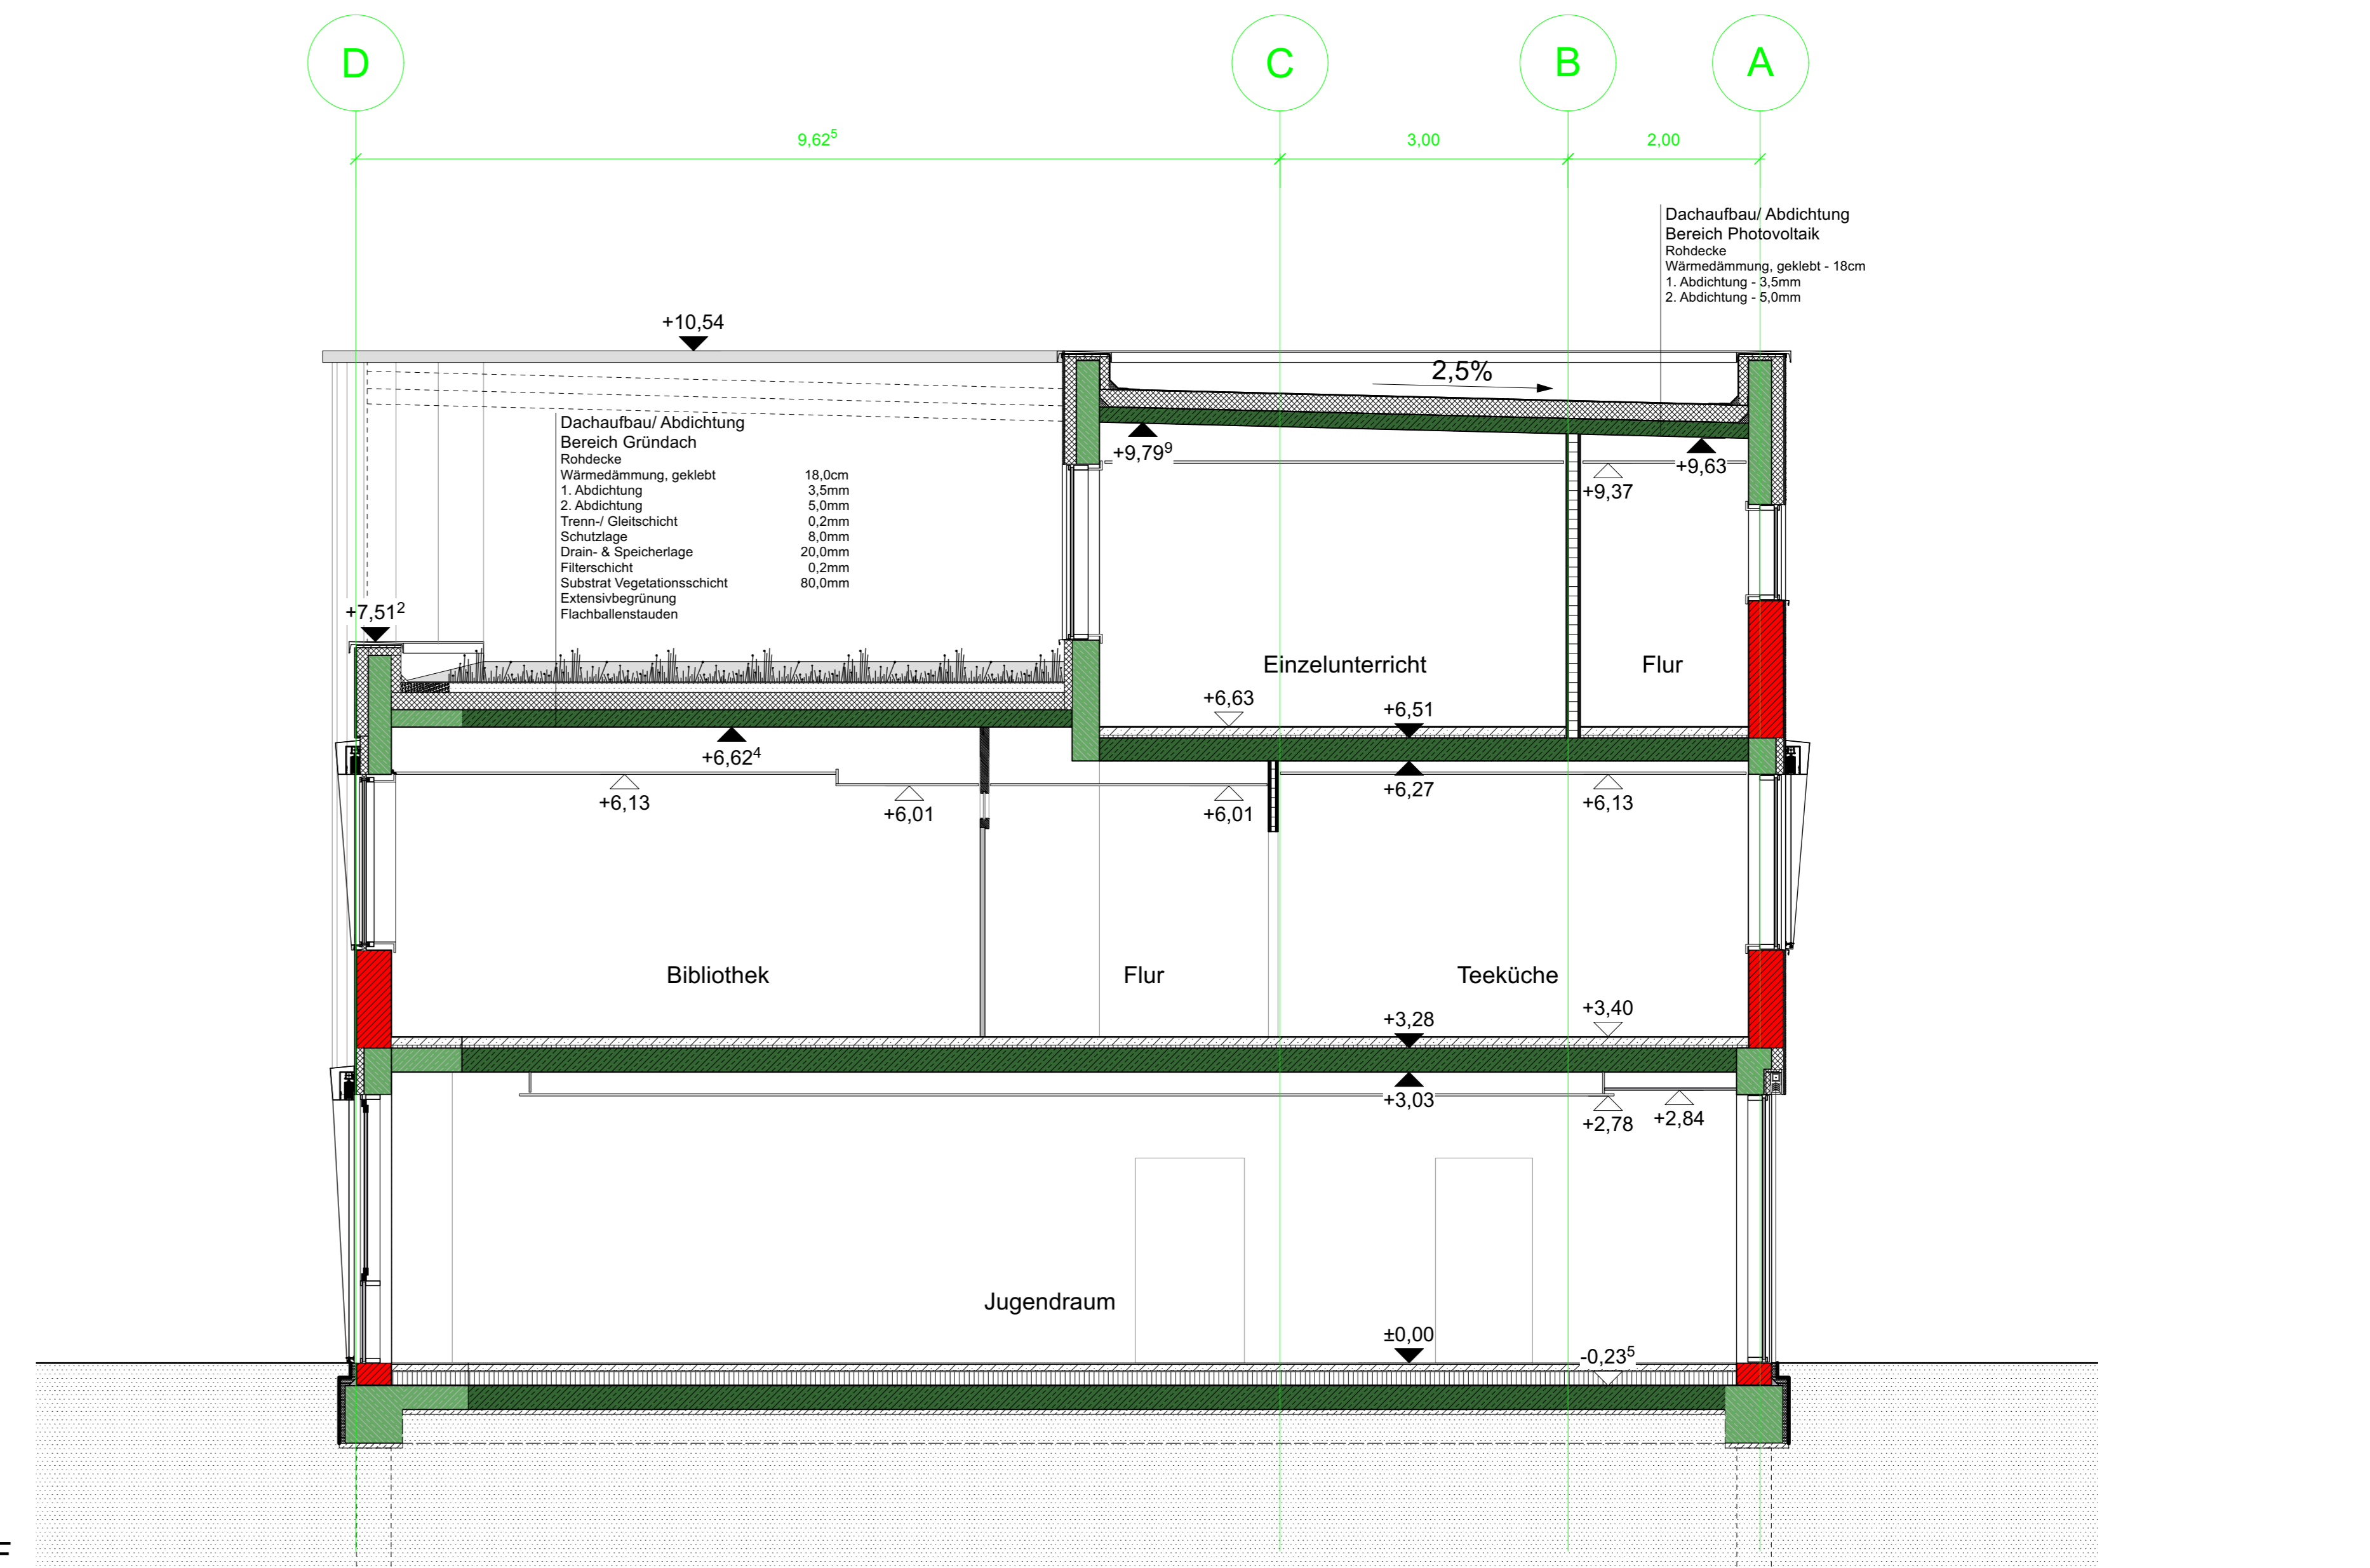 D
C
B
A
9,62⁵
3,00
2,00
Dachaufbau/ Abdichtung
Bereich Photovoltaik
Rohdecke
Wärmedämmung, geklebt - 18cm
1. Abdichtung - 3,5mm
2. Abdichtung - 5,0mm
+10,54
2,5%
Dachaufbau/ Abdichtung
Bereich Gründach
Rohdecke
Wärmedämmung, geklebt 18,0cm
1. Abdichtung 3,5mm
2. Abdichtung 5,0mm
Trenn-/ Gleitschicht 0,2mm
Schutzlage 8,0mm
Drain- & Speicherlage 20,0mm
Filterschicht 0,2mm
Substrat Vegetationsschicht 80,0mm
Extensivbegrünung
Flachballenstauden
+9,79⁹
+9,63
+9,37
+7,51²
Einzelunterricht
Flur
+6,63
+6,51
+6,62⁴
+6,13
+6,01
+6,01
+6,27
+6,13
Bibliothek
Flur
Teeküche
+3,28
+3,40
+3,03
+2,78
+2,84
Jugendraum
±0,00
-0,23⁵